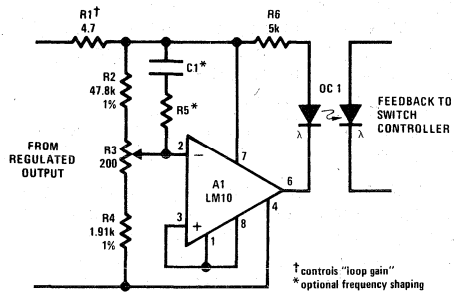 R1†
4.7
R6
5k
C1*
R2
47.8k
1%
OC 1
R5*
λ
λ
FEEDBACK TO
SWITCH
CONTROLLER
FROM
REGULATED
OUTPUT
R3
200
2
−
7
A1
LM10
6
4
3
+
1
8
R4
1.91k
1%
† controls "loop gain"
* optional frequency shaping